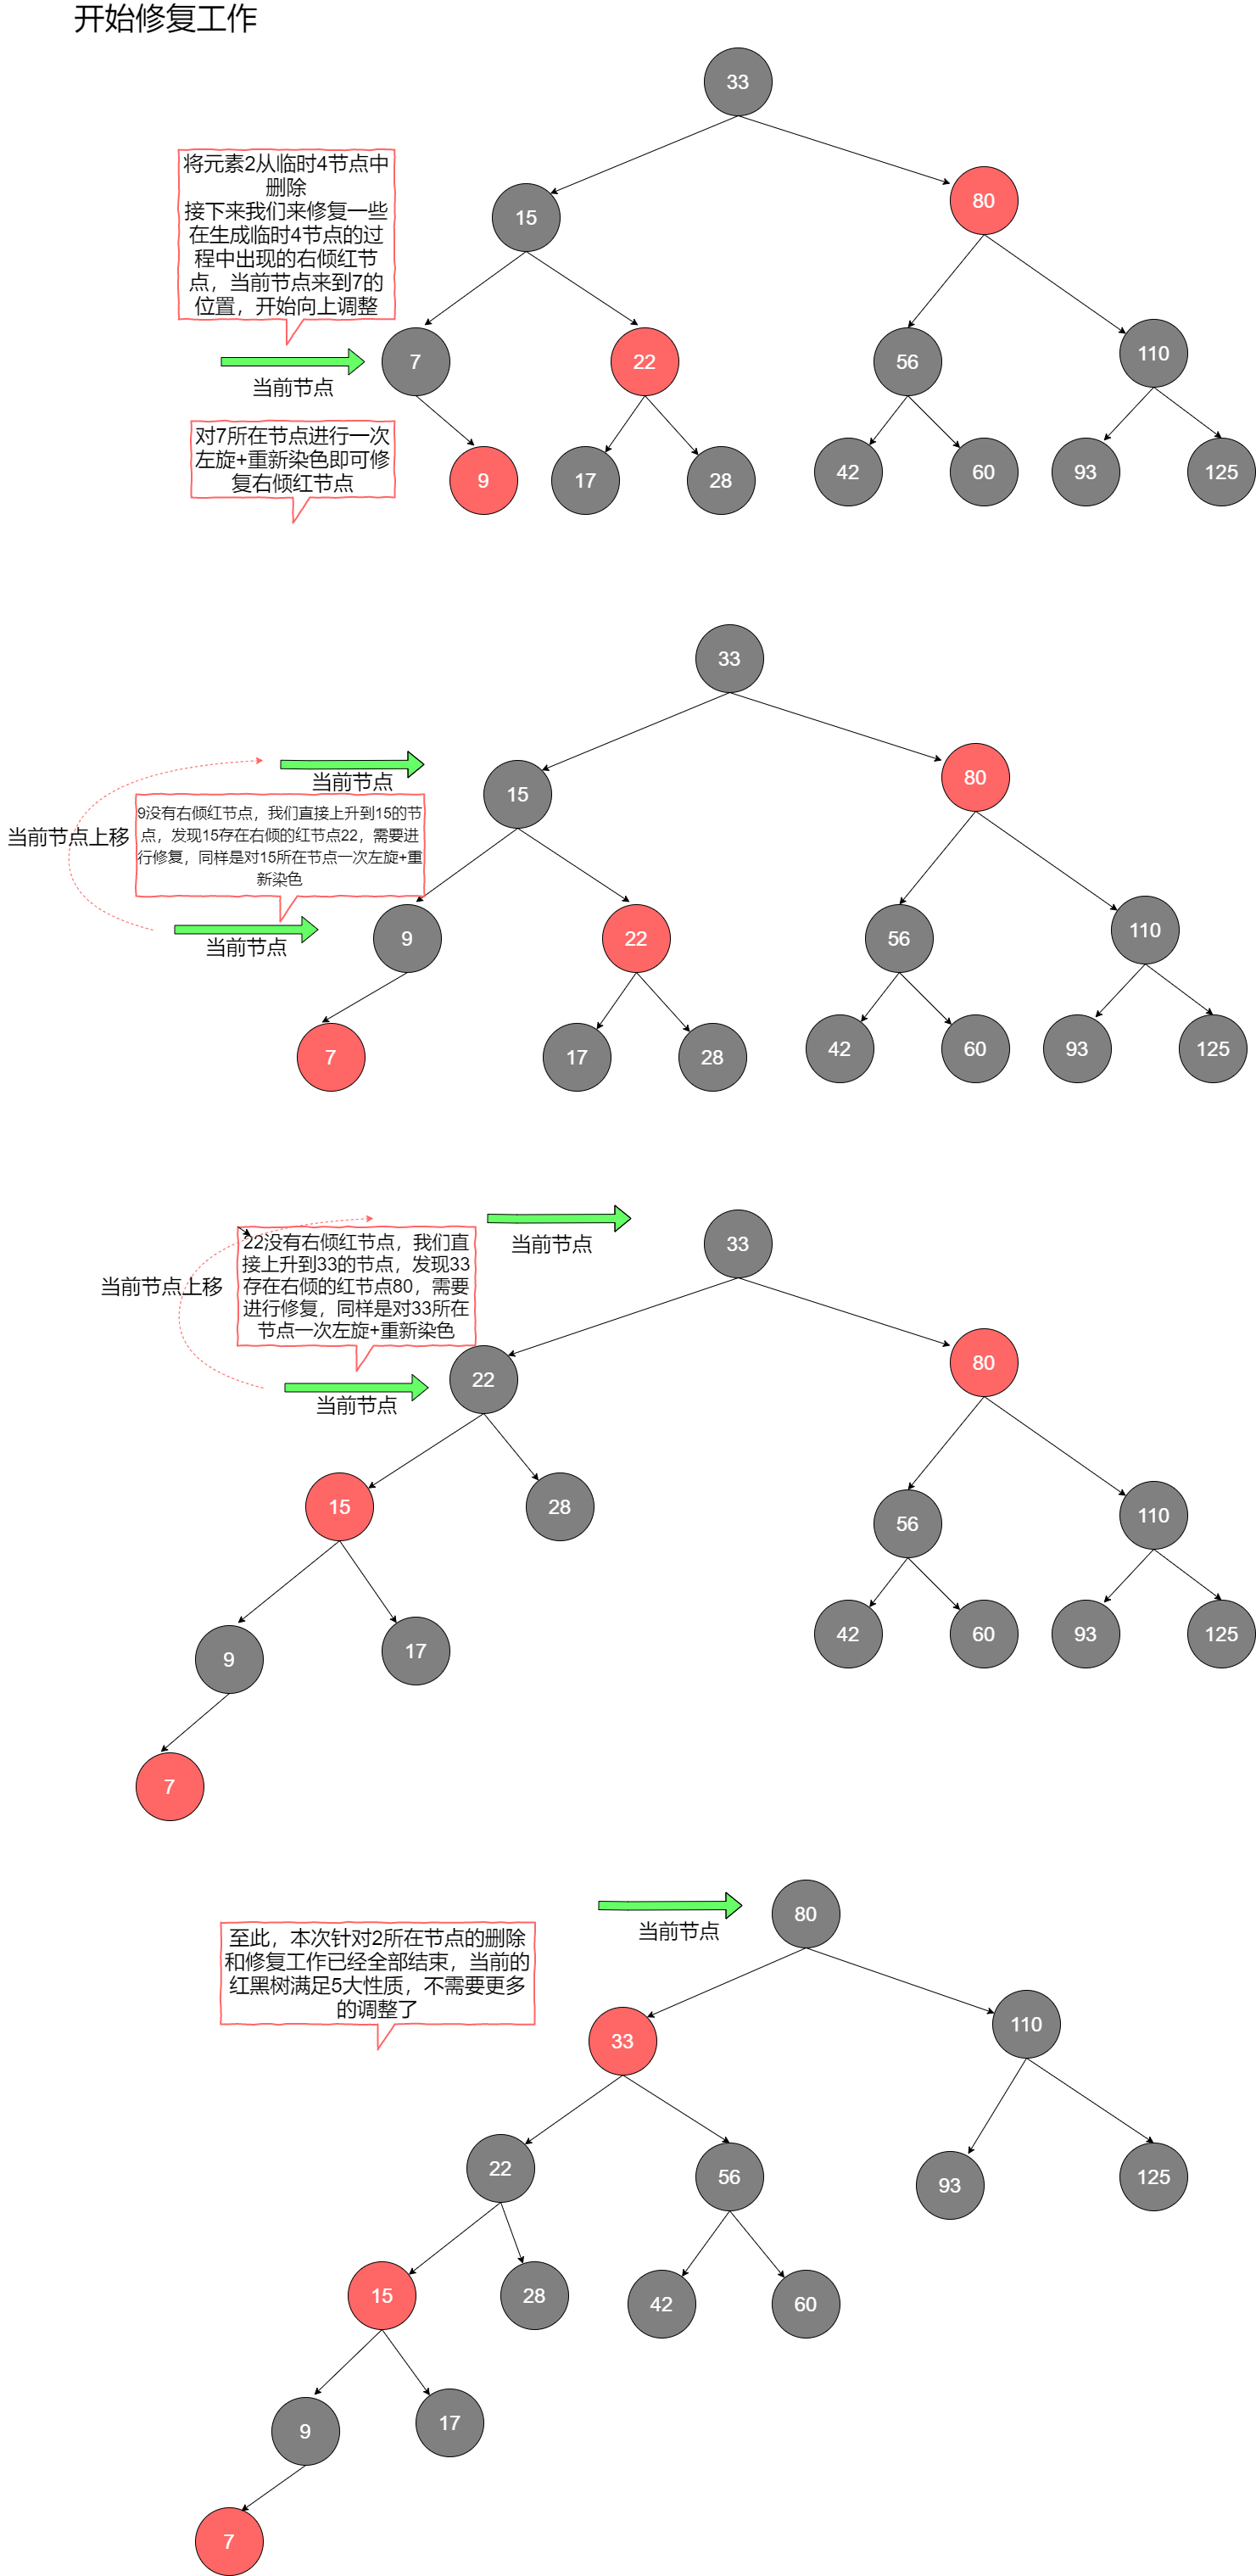 开始修复工作
33
将元素2从临时4节点中
删除
接下来我们来修复一些
在生成临时4节点的过
程中出现的右倾红节
点，当前节点来到7的
位置，开始向上调整
80
15
7
22
56
110
当前节点
对7所在节点进行一次
左旋+重新染色即可修
复右倾红节点
9
17
28
42
60
93
125
33
当前节点
80
15
当前节点上移
9没有右倾红节点，我们直接上升到15的节
点，发现15存在右倾的红节点22，需要进
行修复，同样是对15所在节点一次左旋+重
新染色
当前节点
9
22
56
110
7
17
28
42
60
93
125
当前节点
33
当前节点上移
22没有右倾红节点，我们直
接上升到33的节点，发现33
存在右倾的红节点80，需要
进行修复，同样是对33所在
节点一次左旋+重新染色
当前节点
22
80
15
28
56
110
9
17
42
60
93
125
7
当前节点
80
至此，本次针对2所在节点的删除
和修复工作已经全部结束，当前的
红黑树满足5大性质，不需要更多
的调整了
33
110
22
56
93
125
15
28
42
60
9
17
7